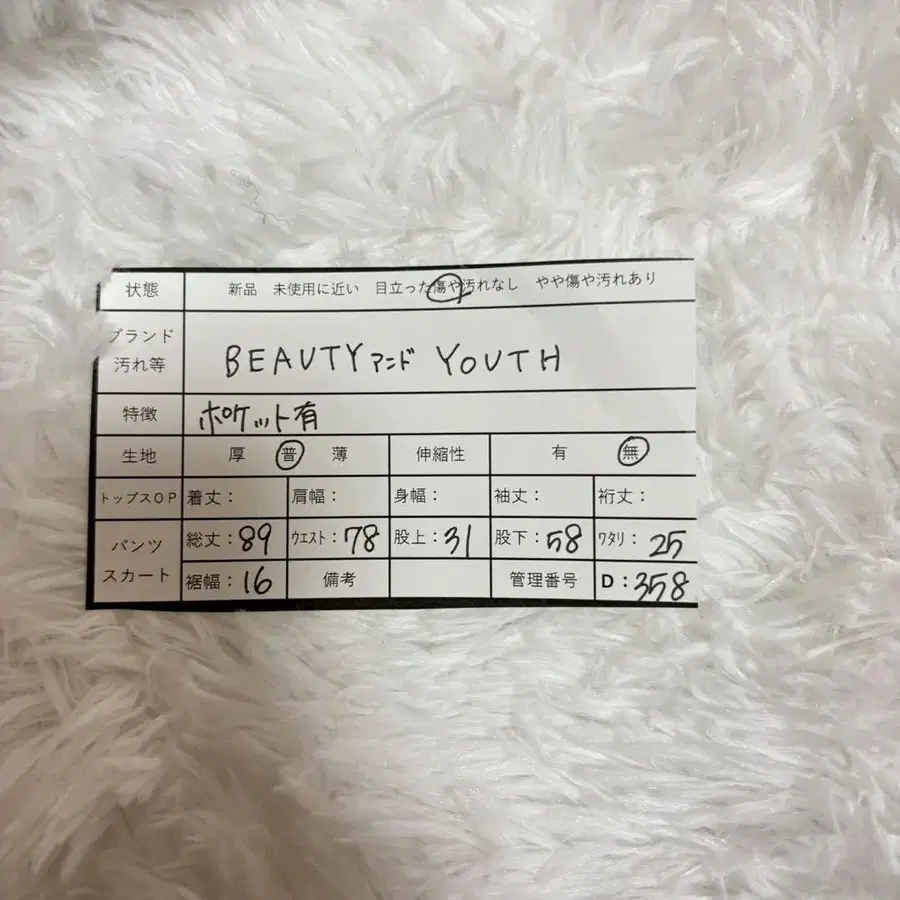 状態 新品 未使用に近い 目立った傷や汚れなし やや傷や汚れあり
ブランド
汚れ等
BEAUTYアンド YOUTH
特徴 ポケット有
生地 厚 普 薄 伸縮性 有 無
トップスOP 着丈: 肩幅: 身幅: 袖丈: 裄丈:
パンツ
スカート
総丈:89 ウエスト:78 股上:31 股下:58 ワタリ:25
裾幅:16 備考 管理番号 D:358